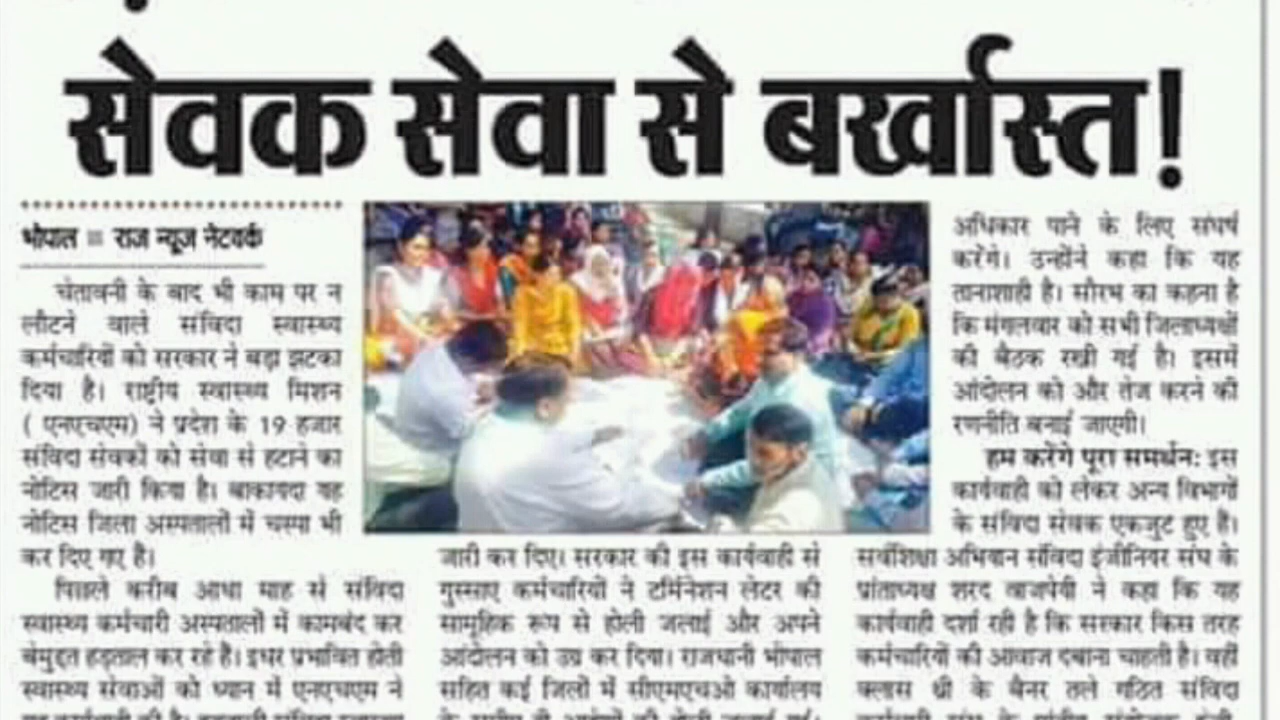 सेवक सेवा से बर्खास्त!
भोपाल ■ राज न्यूज नेटवर्क
चेतावनी के बाद भी काम पर न
लौटने वाले संविदा स्वास्थ्य
कर्मचारियों को सरकार ने बड़ा झटका
दिया है। राष्ट्रीय स्वास्थ्य मिशन
( एनएचएम) ने प्रदेश के 19 हजार
संविदा सेवकों को सेवा से हटाने का
नोटिस जारी किया है। बाकायदा यह
नोटिस जिला अस्पतालों में चस्पा भी
कर दिए गए हैं।
पिछले करीब आधा माह से संविदा
स्वास्थ्य कर्मचारी अस्पतालों में कामबंद कर
बेमुद्दत हड़ताल कर रहे हैं। इधर प्रभावित होती
स्वास्थ्य सेवाओं को ध्यान में एनएचएम ने
जारी कर दिए। सरकार की इस कार्यवाही से
गुस्साए कर्मचारियों ने टर्मिनेशन लेटर की
सामूहिक रूप से होली जलाई और अपने
आंदोलन को उग्र कर दिया। राजधानी भोपाल
सहित कई जिलों में सीएमएचओ कार्यालय
अधिकार पाने के लिए संघर्ष
करेंगे। उन्होंने कहा कि यह
तानाशाही है। सौरभ का कहना है
कि मंगलवार को सभी जिलाध्यक्षों
की बैठक रखी गई है। इसमें
आंदोलन को और तेज करने की
रणनीति बनाई जाएगी।
हम करेंगे पूरा समर्थन: इस
कार्यवाही को लेकर अन्य विभागों
के संविदा सेवक एकजुट हुए हैं।
सर्वशिक्षा अभियान संविदा इंजीनियर संघ के
प्रांताध्यक्ष शरद वाजपेयी ने कहा कि यह
कार्यवाही दर्शा रही है कि सरकार किस तरह
कर्मचारियों की आवाज दबाना चाहती है। वहीं
क्लास थ्री के बैनर तले गठित संविदा